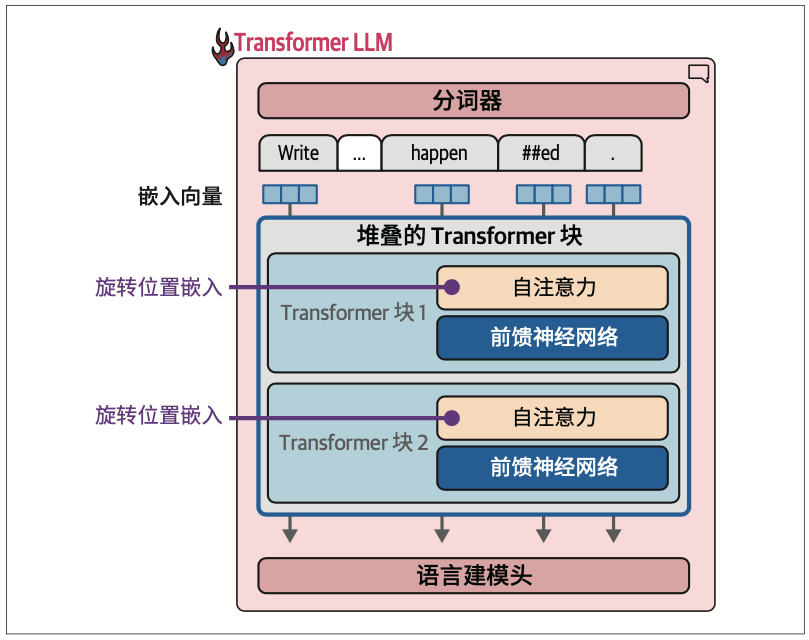 Transformer LLM
分词器
Write ... happen ##ed .
嵌入向量
堆叠的 Transformer 块
旋转位置嵌入
Transformer 块 1
自注意力
前馈神经网络
旋转位置嵌入
Transformer 块 2
自注意力
前馈神经网络
语言建模头